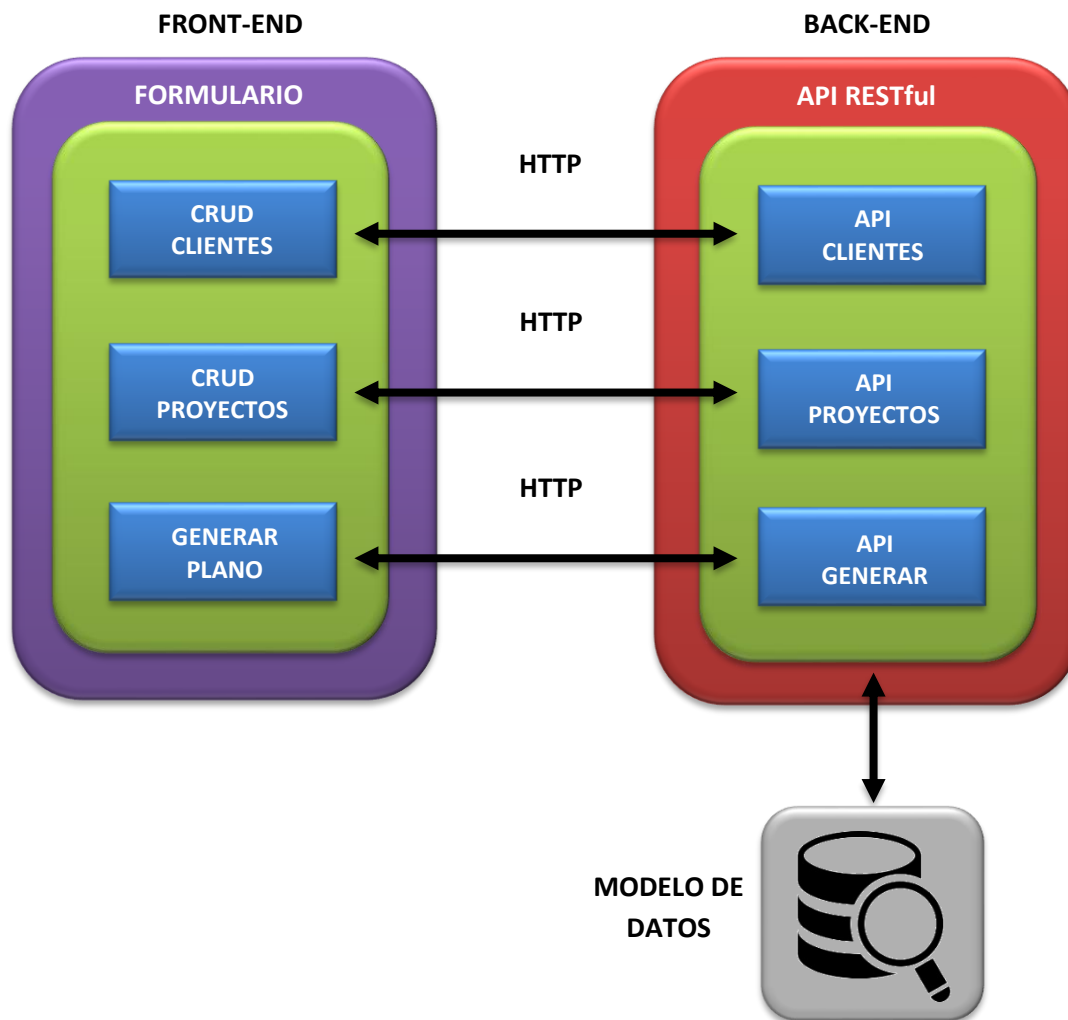 FRONT-END
BACK-END
FORMULARIO
API RESTful
HTTP
CRUD
CLIENTES
API
CLIENTES
HTTP
CRUD
PROYECTOS
API
PROYECTOS
HTTP
GENERAR
PLANO
API
GENERAR
MODELO DE
DATOS